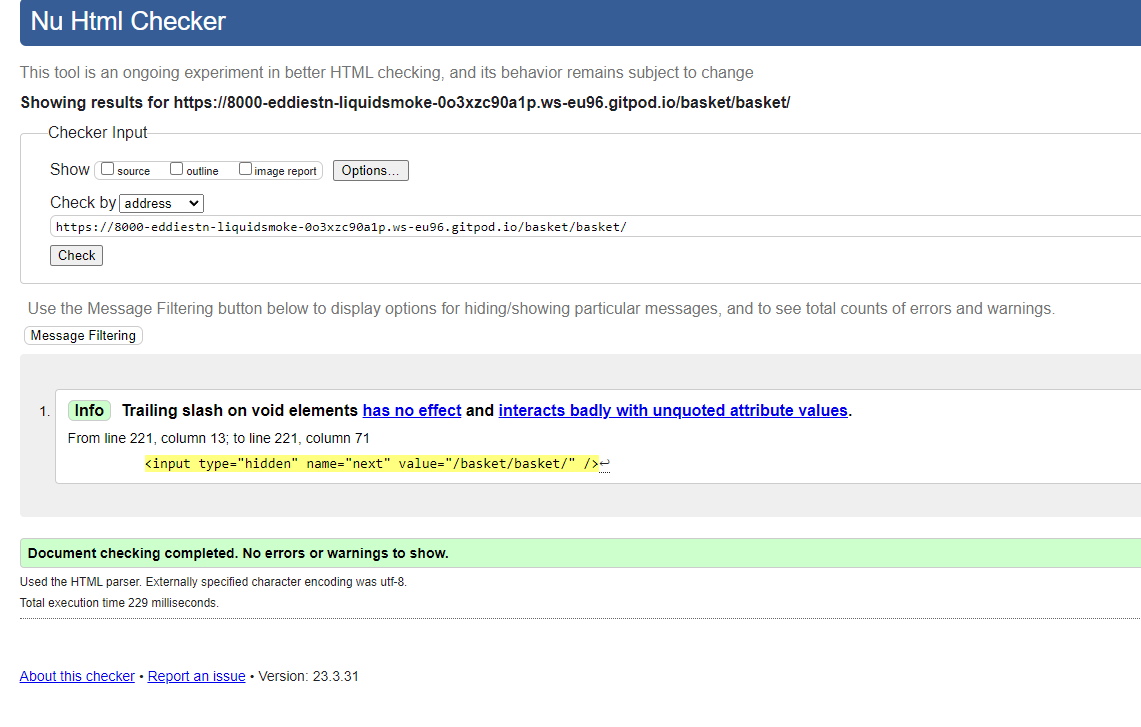 Nu Html Checker
This tool is an ongoing experiment in better HTML checking, and its behavior remains subject to change
Showing results for https://8000-eddiestn-liquidsmoke-0o3xzc90a1p.ws-eu96.gitpod.io/basket/basket/
Checker Input
Show source outline image report Options...
Check by address
https://8000-eddiestn-liquidsmoke-0o3xzc90a1p.ws-eu96.gitpod.io/basket/basket/
Check
Use the Message Filtering button below to display options for hiding/showing particular messages, and to see total counts of errors and warnings.
Message Filtering
1. Info Trailing slash on void elements has no effect and interacts badly with unquoted attribute values.
From line 221, column 13; to line 221, column 71
<input type="hidden" name="next" value="/basket/basket/" />↩
Document checking completed. No errors or warnings to show.
Used the HTML parser. Externally specified character encoding was utf-8.
Total execution time 229 milliseconds.
About this checker • Report an issue • Version: 23.3.31